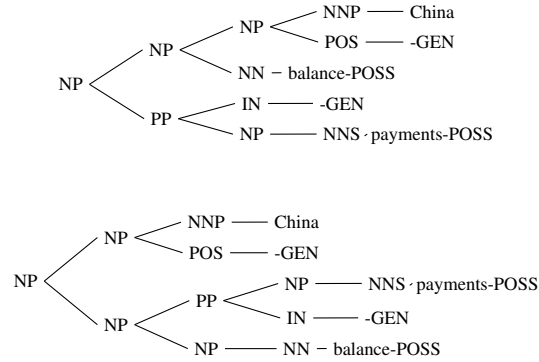 NNP China
NP
POS -GEN
NP
NN balance-POSS
NP
IN -GEN
PP
NP NNS payments-POSS
NNP China
NP
POS -GEN
NP
NP NNS payments-POSS
PP
IN -GEN
NP
NP NN balance-POSS